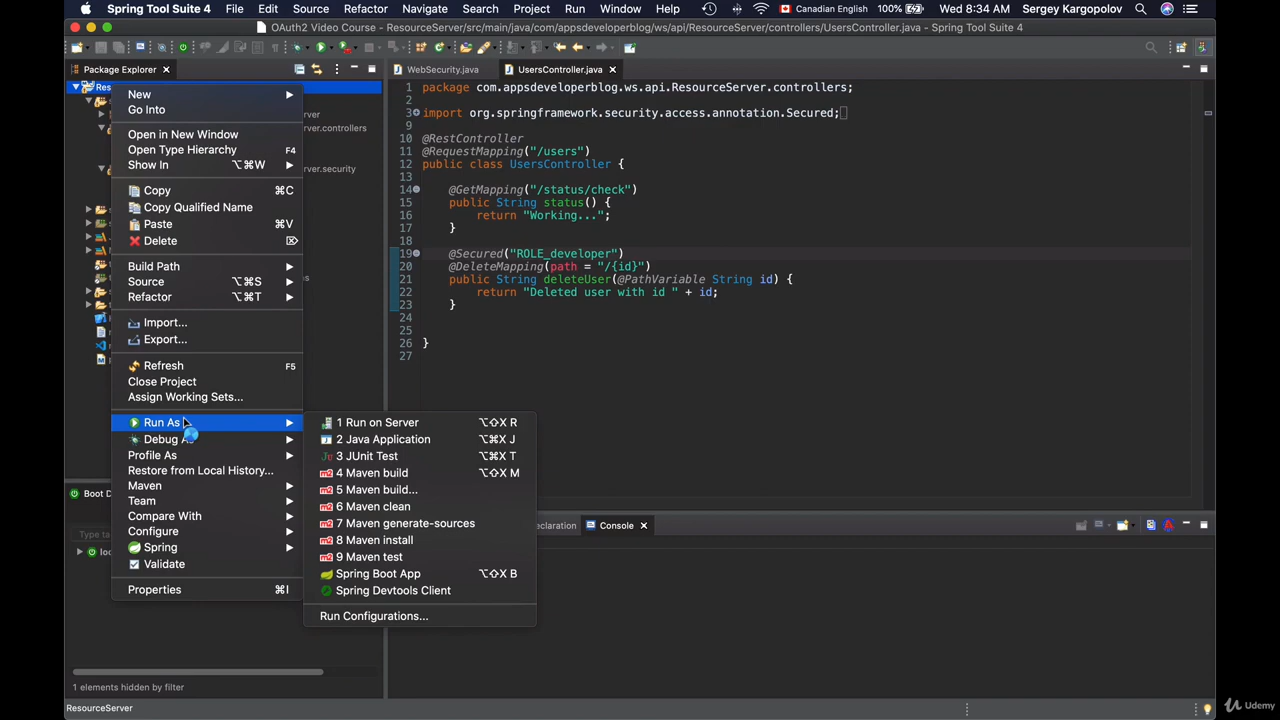 Spring Tool Suite 4 File Edit Source Refactor Navigate Search Project Run Window Help Canadian English 100% Wed 8:34 AM Sergey Kargopolov
OAuth2 Video Course - ResourceServer/src/main/java/com/appsdeveloperblog/ws/api/ResourceServer/controllers/UsersController.java - Spring Tool Suite 4
Package Explorer
WebSecurity.java UsersController.java
Res
rver
rver.controllers
rver.security
s
New
Go Into
Open in New Window
Open Type Hierarchy F4
Show In ⌥⌘W
Copy ⌘C
Copy Qualified Name
Paste ⌘V
Delete ⌦
Build Path
Source ⌥⌘S
Refactor ⌥⌘T
Import...
Export...
Refresh F5
Close Project
Assign Working Sets...
Run As
Debug As
Profile As
Restore from Local History...
Maven
Team
Compare With
Configure
Spring
Validate
Properties ⌘I
1 Run on Server ⌥⇧X R
2 Java Application ⌥⌘X J
3 JUnit Test ⌥⌘X T
4 Maven build ⌥⇧X M
5 Maven build...
6 Maven clean
7 Maven generate-sources
8 Maven install
9 Maven test
Spring Boot App ⌥⇧X B
Spring Devtools Client
Run Configurations...
1 package com.appsdeveloperblog.ws.api.ResourceServer.controllers;
2
3 import org.springframework.security.access.annotation.Secured;
10 @RestController
11 @RequestMapping("/users")
12 public class UsersController {
13
14 @GetMapping("/status/check")
15 public String status() {
16 return "Working...";
17 }
18
19 @Secured("ROLE_developer")
20 @DeleteMapping(path = "/{id}")
21 public String deleteUser(@PathVariable String id) {
22 return "Deleted user with id " + id;
23 }
24
25
26 }
27
Boot D
Type ta
loc
eclaration Console
1 elements hidden by filter
ResourceServer
Udemy